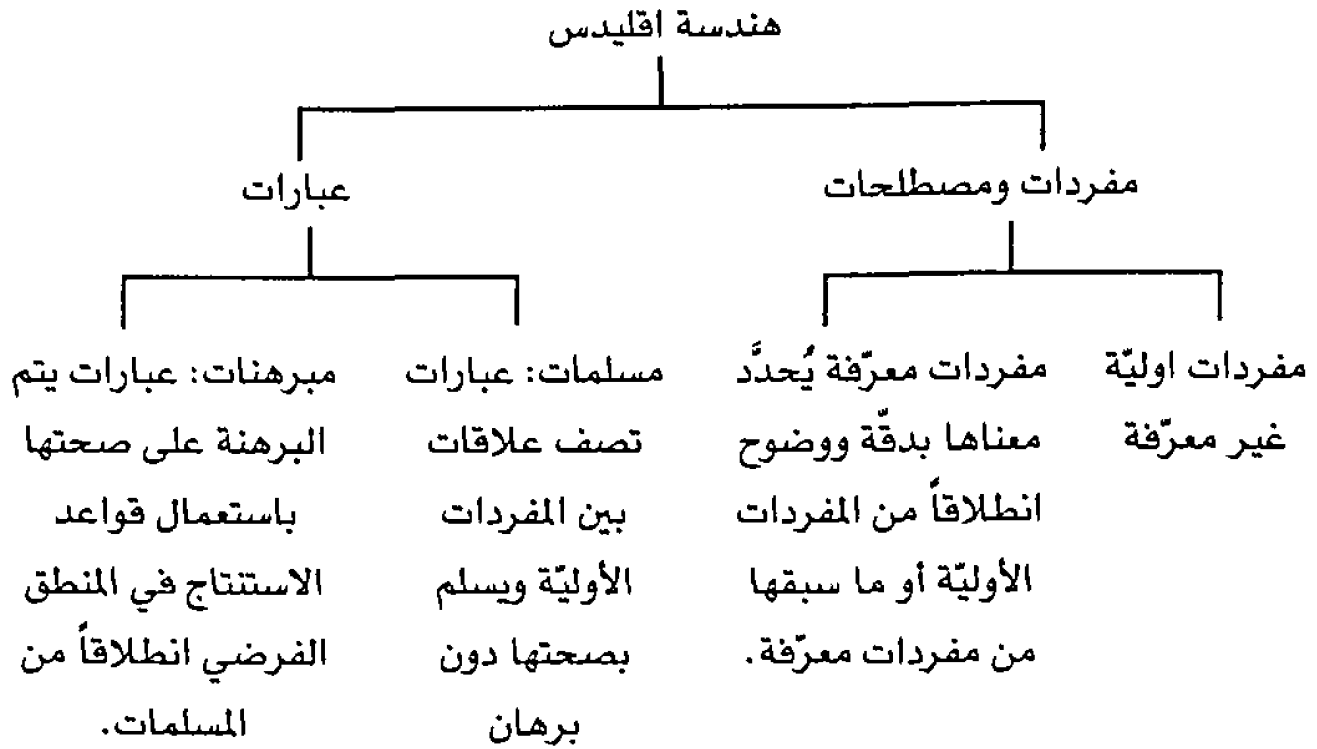 هندسة اقليدس
مفردات ومصطلحات
عبارات
مفردات اوليّة
غير معرّفة
مفردات معرّفة يُحدَّد
معناها بدقّة ووضوح
انطلاقاً من المفردات
الأوليّة أو ما سبقها
من مفردات معرّفة.
مسلمات: عبارات
تصف علاقات
بين المفردات
الأوليّة ويسلم
بصحتها دون
برهان
مبرهنات: عبارات يتم
البرهنة على صحتها
باستعمال قواعد
الاستنتاج في المنطق
الفرضي انطلاقاً من
المسلمات.